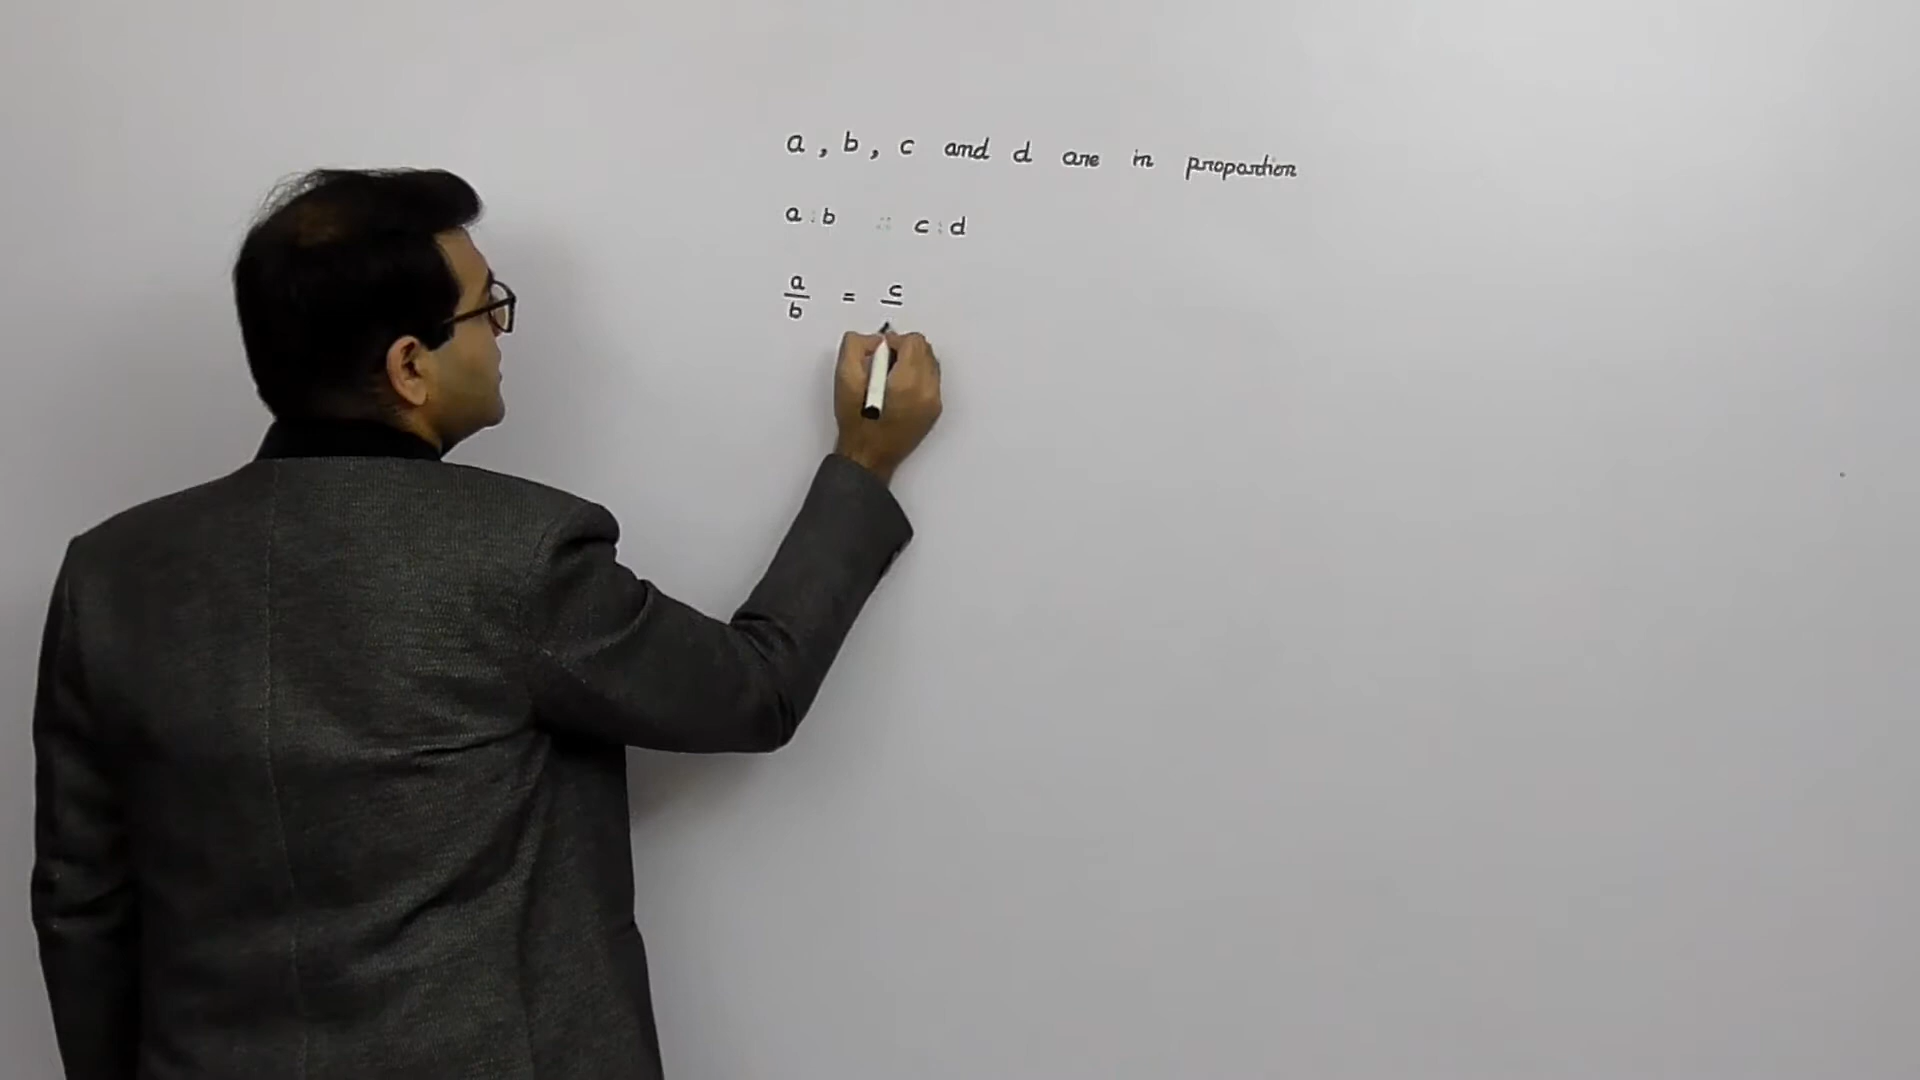 a, b, c and d are in proportion
a : b :: c : d
a/b = c/